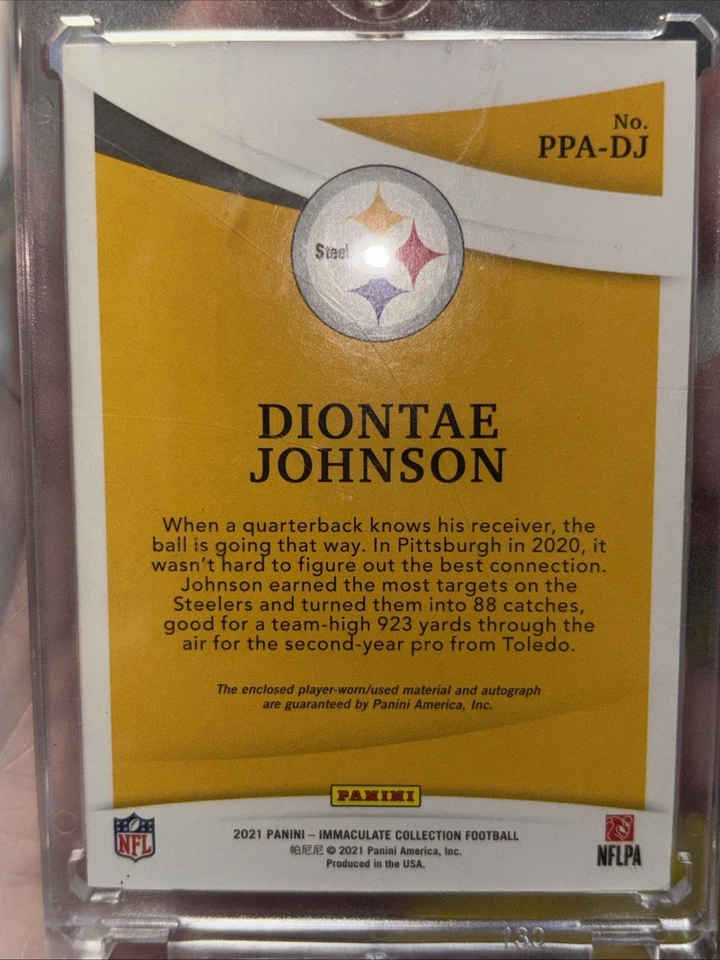 No.
PPA-DJ
Steel
DIONTAE
JOHNSON
When a quarterback knows his receiver, the
ball is going that way. In Pittsburgh in 2020, it
wasn't hard to figure out the best connection.
Johnson earned the most targets on the
Steelers and turned them into 88 catches,
good for a team-high 923 yards through the
air for the second-year pro from Toledo.
The enclosed player-worn/used material and autograph
are guaranteed by Panini America, Inc.
PANINI
NFL
2021 PANINI – IMMACULATE COLLECTION FOOTBALL
帕尼尼 © 2021 Panini America, Inc.
Produced in the USA.
NFLPA
130